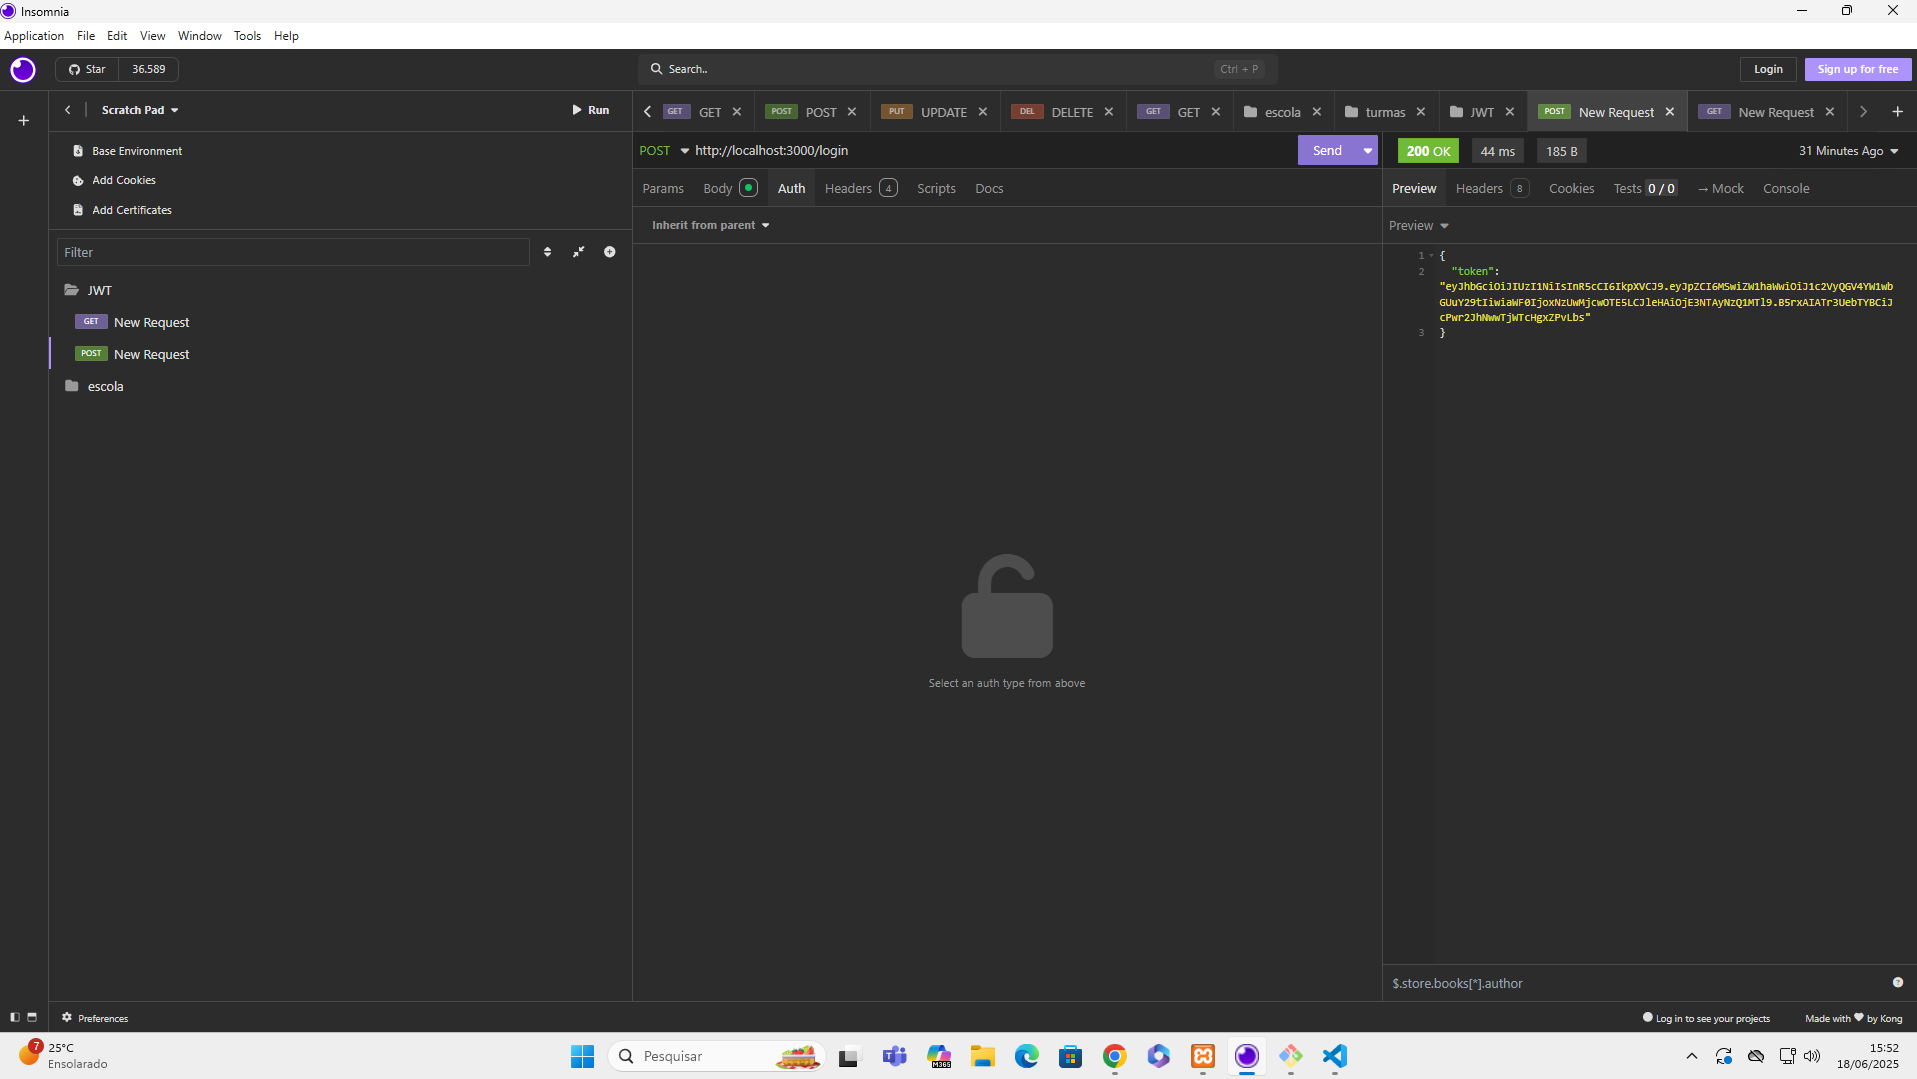 Insomnia
Application File Edit View Window Tools Help
Star 36.589
Search..
Ctrl + P
Login
Sign up for free
Scratch Pad
Run
GET GET
POST POST
PUT UPDATE
DEL DELETE
GET GET
escola
turmas
JWT
POST New Request
GET New Request
Base Environment
Add Cookies
Add Certificates
Filter
JWT
GET New Request
POST New Request
escola
POST http://localhost:3000/login
Send
200 OK
44 ms
185 B
31 Minutes Ago
Params Body Auth Headers 4 Scripts Docs
Preview Headers 8 Cookies Tests 0 / 0 → Mock Console
Inherit from parent
Preview
1 {
2 "token":
"eyJhbGciOiJIUzI1NiIsInR5cCI6IkpXVCJ9.eyJpZCI6MSwiZW1haWwiOiJ1c2VyQGV4YW1wb
GUuY29tIiwiaWF0IjoxNzUwMjcwOTE5LCJleHAiOjE3NTAyNzQ1MTl9.B5rxAIATr3UebTYBCiJ
cPwr2JhNwwTjWTcHgxZPvLbs"
3 }
Select an auth type from above
$.store.books[*].author
Preferences
Log in to see your projects
Made with by Kong
7
25°C
Ensolarado
Pesquisar
M365
15:52
18/06/2025